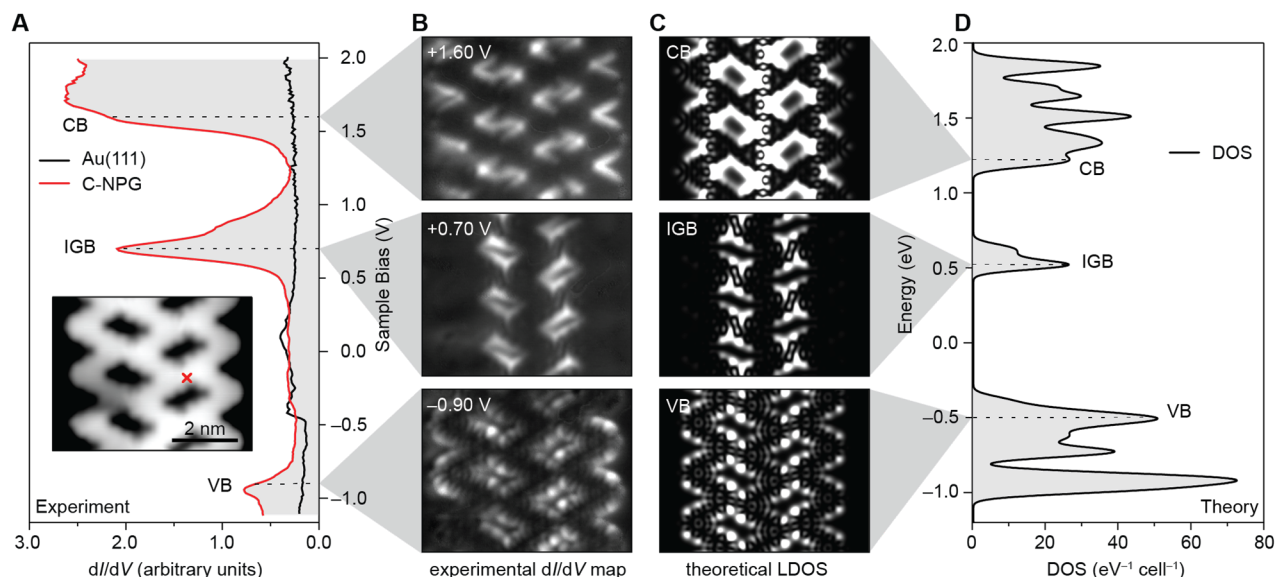 A
B
C
D
2.0
1.5
1.0
0.5
0.0
–0.5
–1.0
Sample Bias (V)
CB
Au(111)
C-NPG
IGB
2 nm
VB
Experiment
3.0 2.0 1.0 0.0
dI/dV (arbitrary units)
+1.60 V
+0.70 V
–0.90 V
experimental dI/dV map
CB
IGB
VB
theoretical LDOS
2.0
1.5
1.0
0.5
0.0
–0.5
–1.0
Energy (eV)
DOS
CB
IGB
VB
Theory
0 20 40 60 80
DOS (eV⁻¹ cell⁻¹)